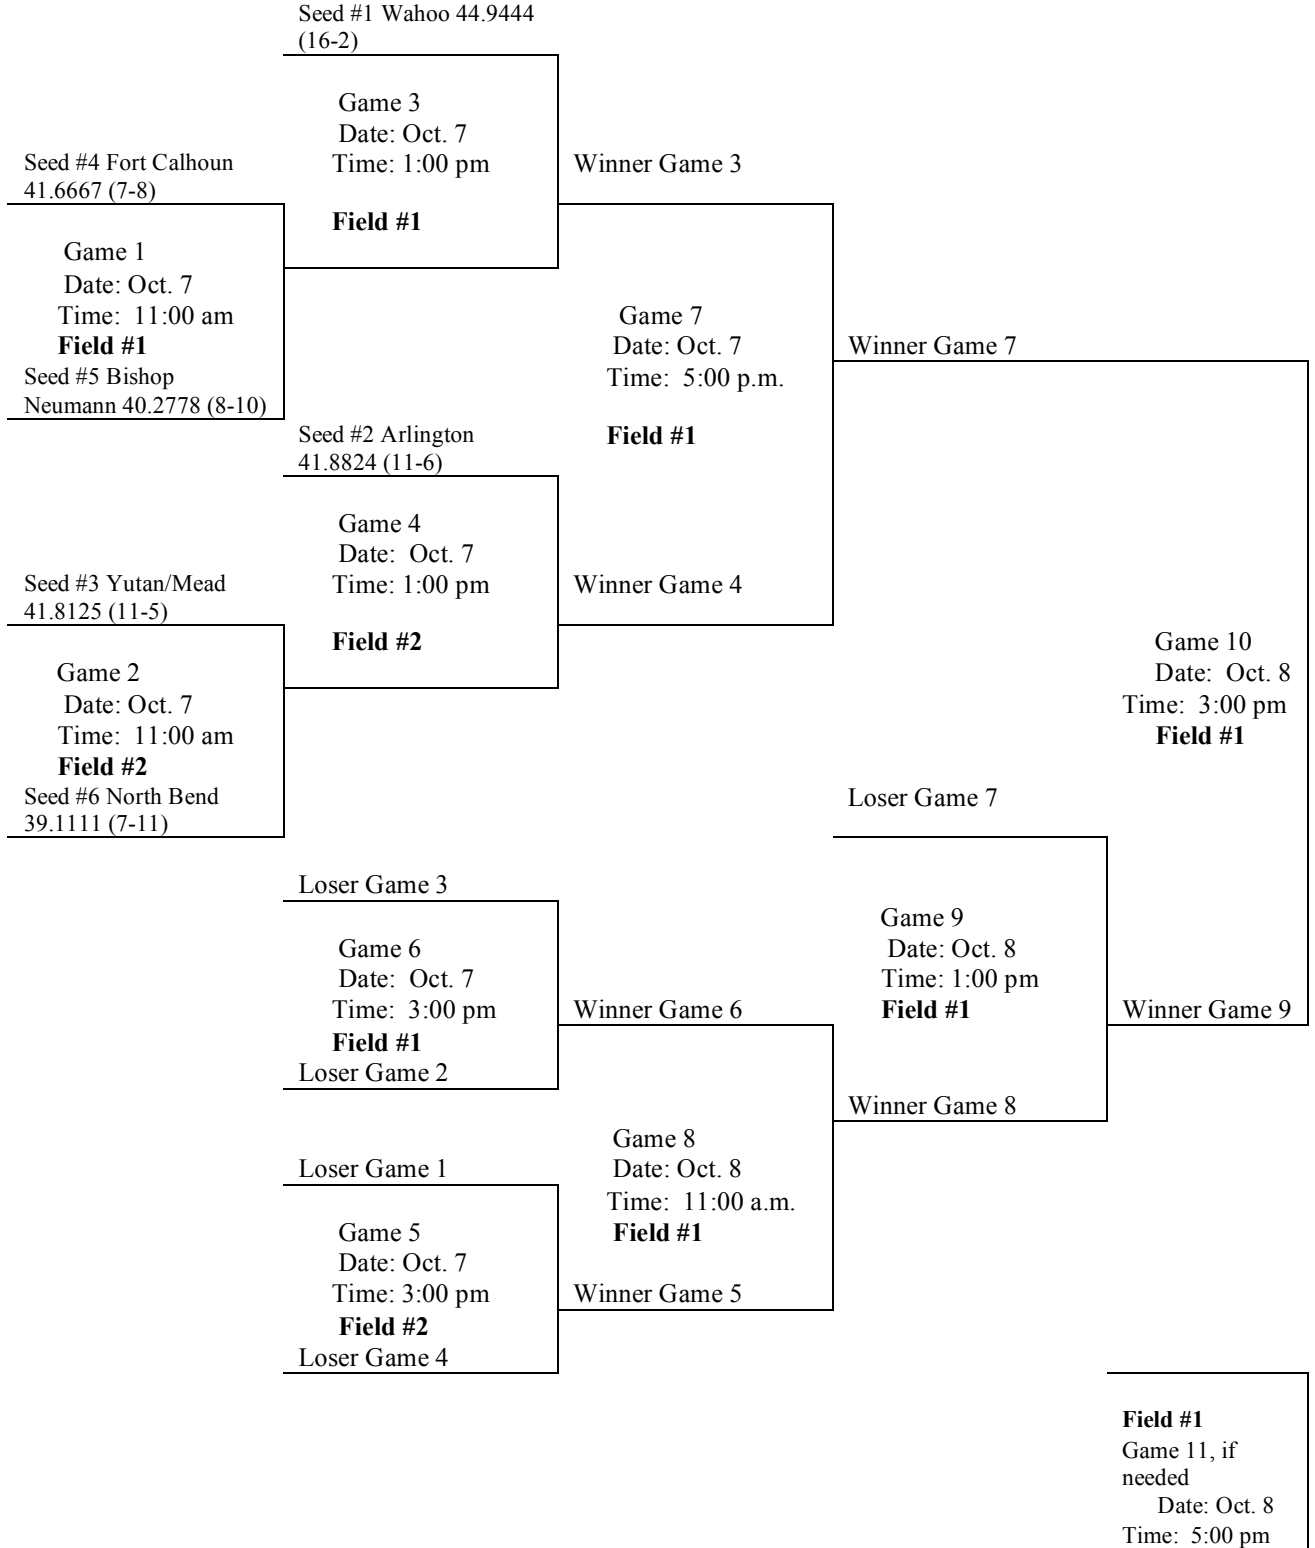 Seed #1 Wahoo 44.9444
(16-2)
Game 3
Date: Oct. 7
Time: 1:00 pm
Field #1
Seed #4 Fort Calhoun
41.6667 (7-8)
Winner Game 3
Game 1
Date: Oct. 7
Time: 11:00 am
Field #1
Seed #5 Bishop
Neumann 40.2778 (8-10)
Game 7
Date: Oct. 7
Time: 5:00 p.m.
Field #1
Winner Game 7
Seed #2 Arlington
41.8824 (11-6)
Game 4
Date: Oct. 7
Time: 1:00 pm
Field #2
Seed #3 Yutan/Mead
41.8125 (11-5)
Winner Game 4
Game 2
Date: Oct. 7
Time: 11:00 am
Field #2
Seed #6 North Bend
39.1111 (7-11)
Game 10
Date: Oct. 8
Time: 3:00 pm
Field #1
Loser Game 7
Loser Game 3
Game 6
Date: Oct. 7
Time: 3:00 pm
Field #1
Loser Game 2
Winner Game 6
Game 9
Date: Oct. 8
Time: 1:00 pm
Field #1
Winner Game 9
Winner Game 8
Loser Game 1
Game 8
Date: Oct. 8
Time: 11:00 a.m.
Field #1
Game 5
Date: Oct. 7
Time: 3:00 pm
Field #2
Loser Game 4
Winner Game 5
Field #1
Game 11, if
needed
Date: Oct. 8
Time: 5:00 pm